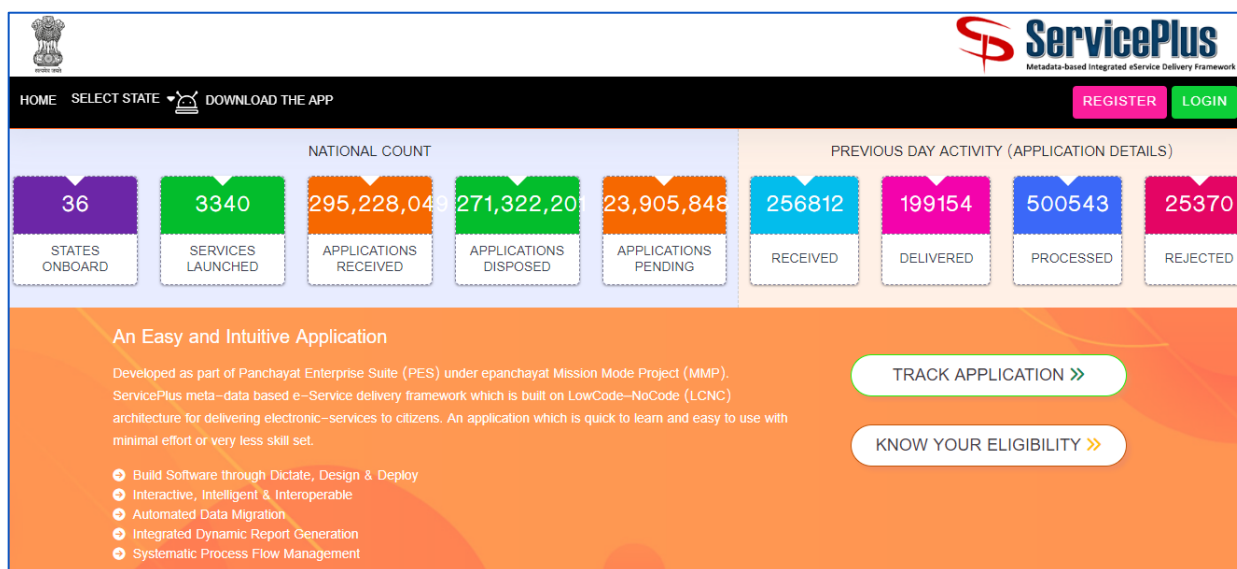 ServicePlus
Metadata-based Integrated eService Delivery Framework
HOME SELECT STATE DOWNLOAD THE APP REGISTER LOGIN
NATIONAL COUNT
36
STATES
ONBOARD
3340
SERVICES
LAUNCHED
295,228,049
APPLICATIONS
RECEIVED
271,322,201
APPLICATIONS
DISPOSED
23,905,848
APPLICATIONS
PENDING
PREVIOUS DAY ACTIVITY (APPLICATION DETAILS)
256812
RECEIVED
199154
DELIVERED
500543
PROCESSED
25370
REJECTED
An Easy and Intuitive Application
Developed as part of Panchayat Enterprise Suite (PES) under epanchayat Mission Mode Project (MMP).
ServicePlus meta-data based e-Service delivery framework which is built on LowCode-NoCode (LCNC)
architecture for delivering electronic-services to citizens. An application which is quick to learn and easy to use with
minimal effort or very less skill set.
Build Software through Dictate, Design & Deploy
Interactive, Intelligent & Interoperable
Automated Data Migration
Integrated Dynamic Report Generation
Systematic Process Flow Management
TRACK APPLICATION
KNOW YOUR ELIGIBILITY